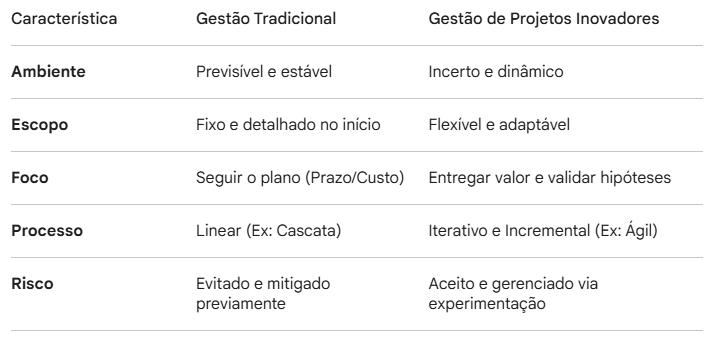 Característica Gestão Tradicional Gestão de Projetos Inovadores
Ambiente Previsível e estável Incerto e dinâmico
Escopo Fixo e detalhado no início Flexível e adaptável
Foco Seguir o plano (Prazo/Custo) Entregar valor e validar hipóteses
Processo Linear (Ex: Cascata) Iterativo e Incremental (Ex: Ágil)
Risco Evitado e mitigado Aceito e gerenciado via
previamente experimentação